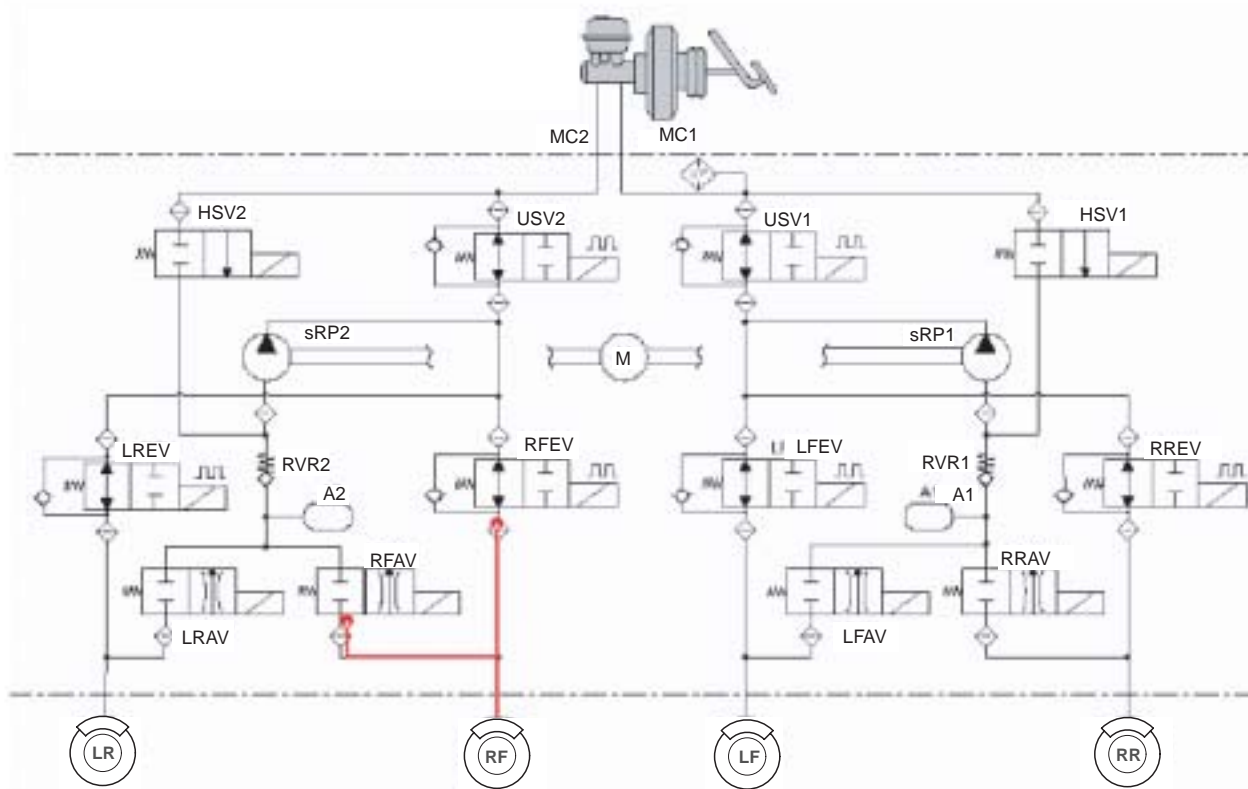 MC2 MC1
HSV2 USV2 USV1 HSV1
sRP2 M sRP1
LREV RVR2 RFEV LFEV RVR1 RREV
A2 A1
RFAV RRAV
LRAV LFAV
LR RF LF RR